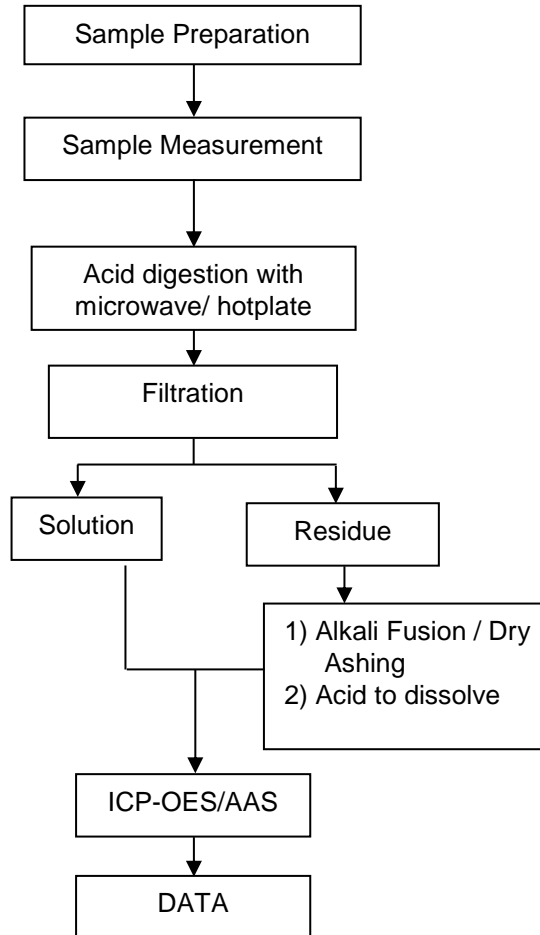 Sample Preparation
Sample Measurement
Acid digestion with
microwave/ hotplate
Filtration
Solution
Residue
1) Alkali Fusion / Dry
Ashing
2) Acid to dissolve
ICP-OES/AAS
DATA